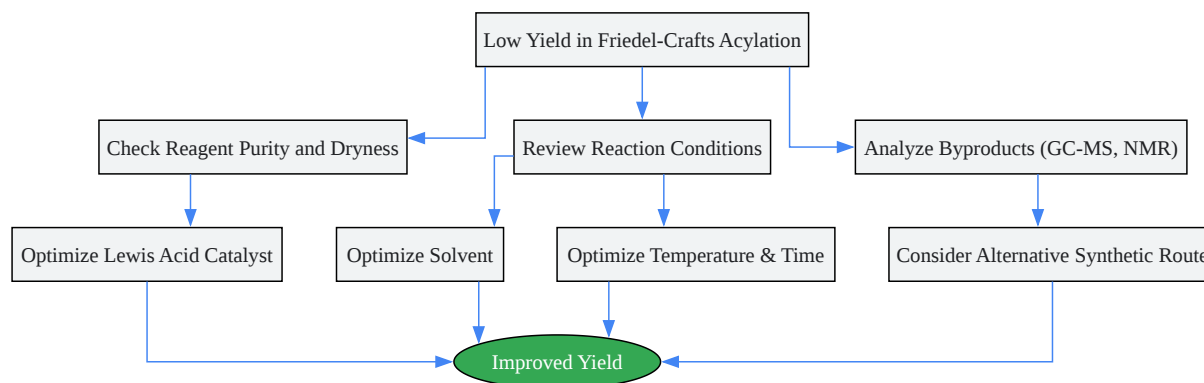 Low Yield in Friedel-Crafts Acylation
Check Reagent Purity and Dryness
Review Reaction Conditions
Analyze Byproducts (GC-MS, NMR)
Optimize Lewis Acid Catalyst
Optimize Solvent
Optimize Temperature & Time
Consider Alternative Synthetic Route
Improved Yield